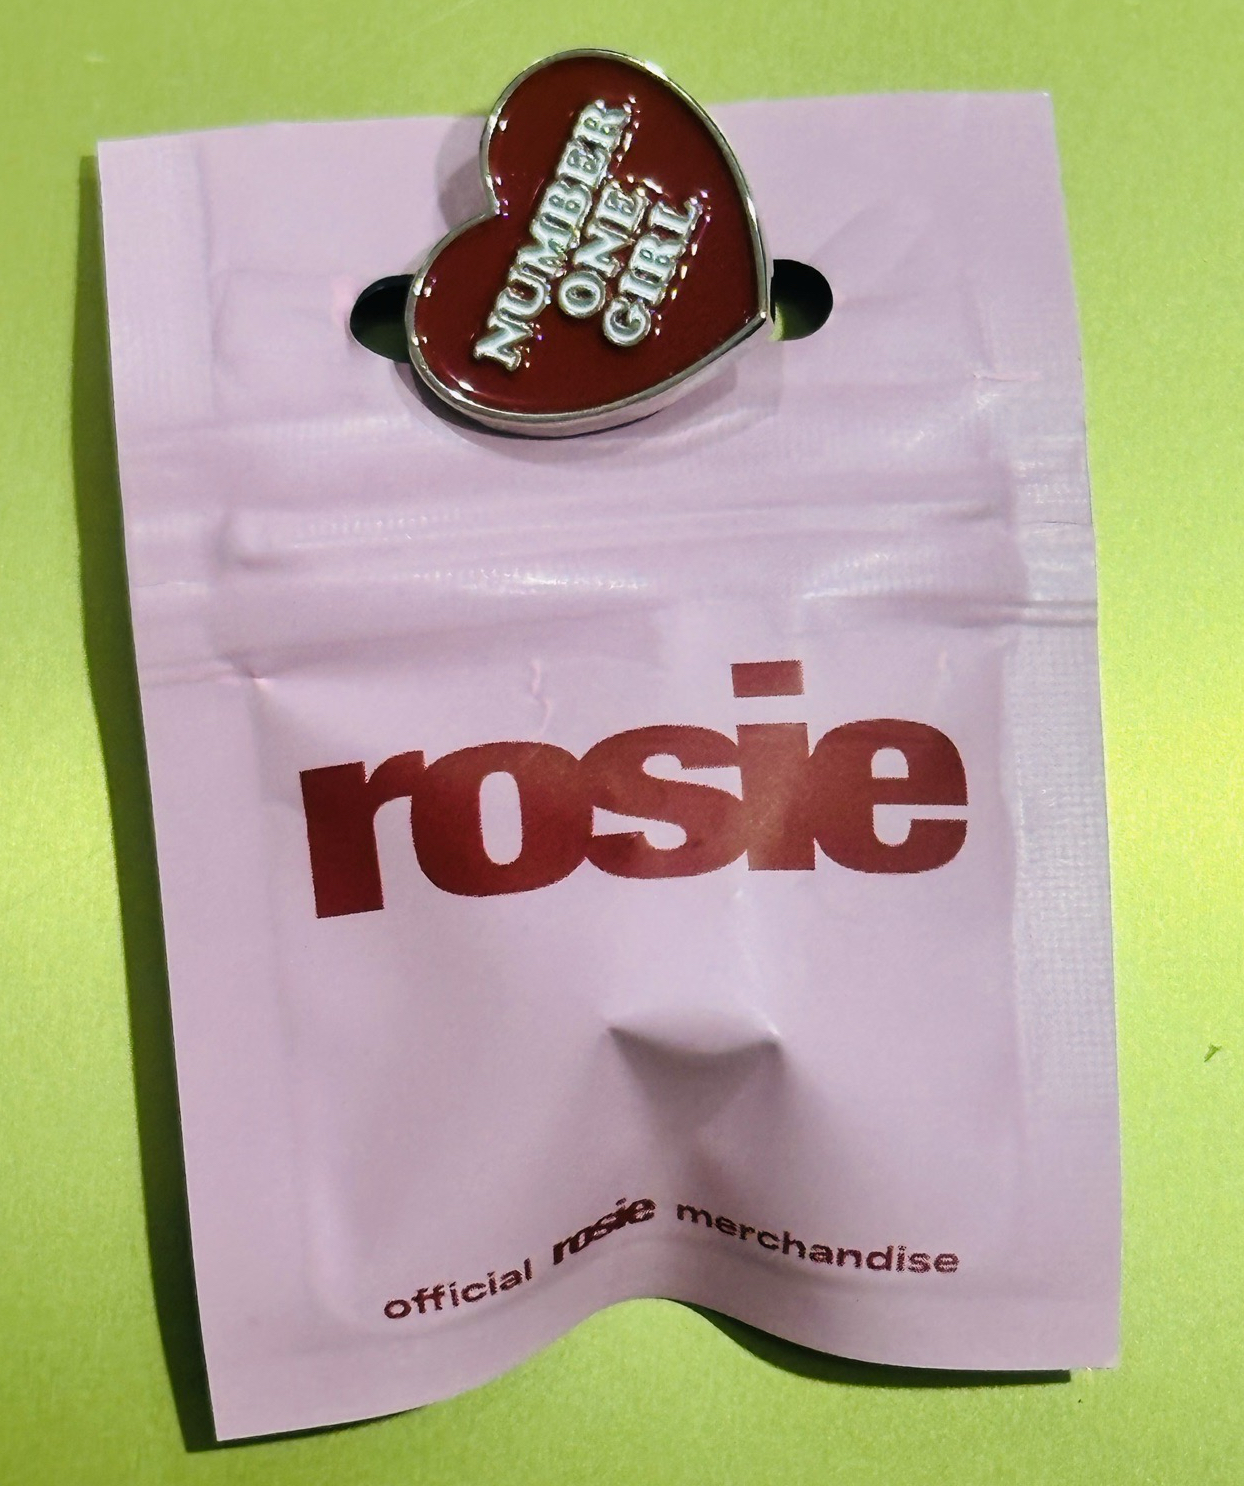 NUMBER
ONE
GIRL
rosie
official rosie merchandise